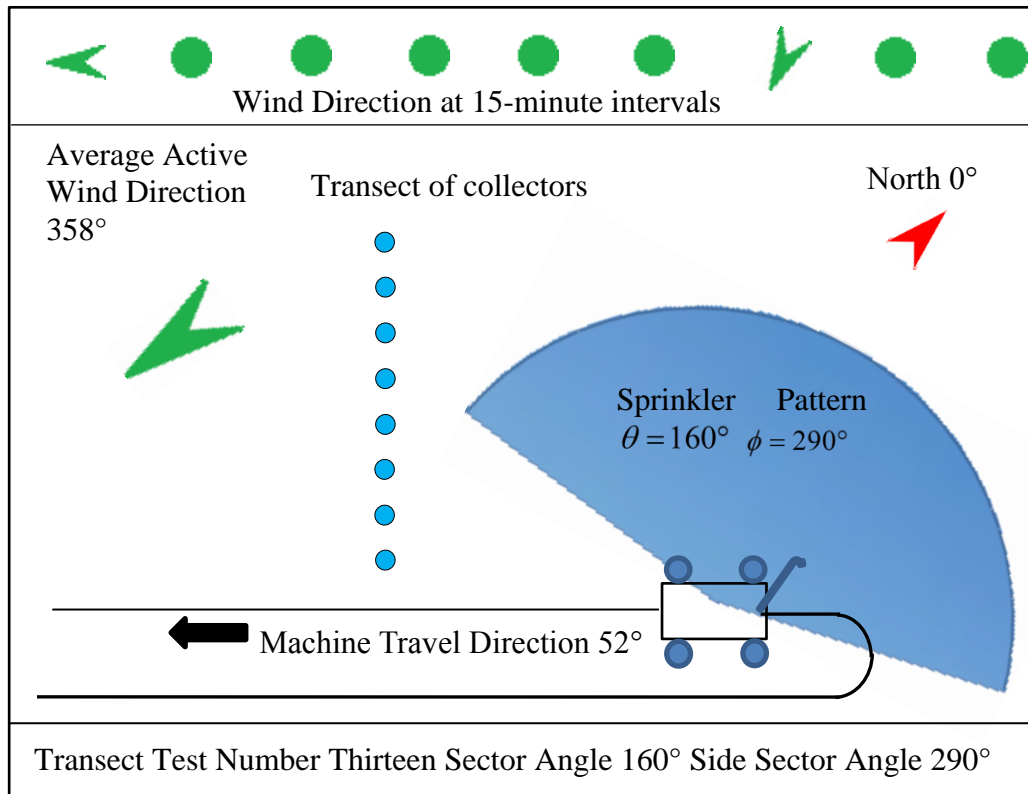 Wind Direction at 15-minute intervals
Average Active
Wind Direction
358°
Transect of collectors
North 0°
Sprinkler Pattern
θ = 160° ϕ = 290°
Machine Travel Direction 52°
Transect Test Number Thirteen Sector Angle 160° Side Sector Angle 290°